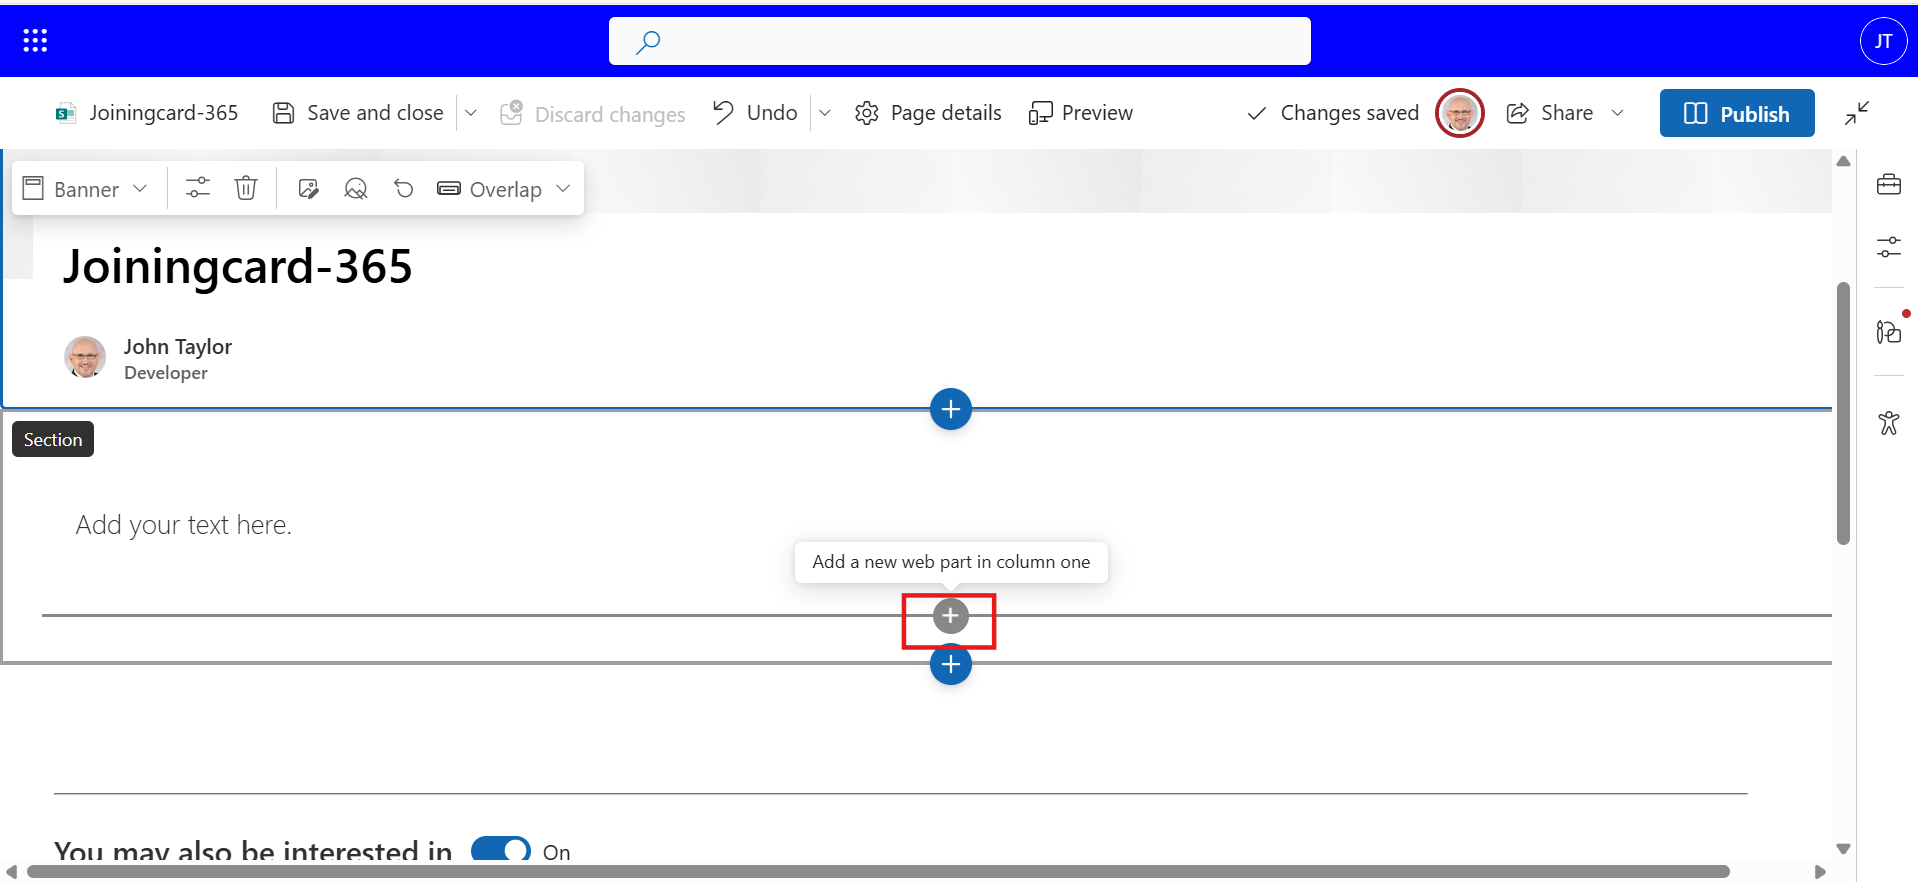 JT
Joiningcard-365
Save and close
Discard changes
Undo
Page details
Preview
Changes saved
Share
Publish
Banner
Overlap
Joiningcard-365
John Taylor
Developer
Section
Add your text here.
Add a new web part in column one
You may also be interested in
On